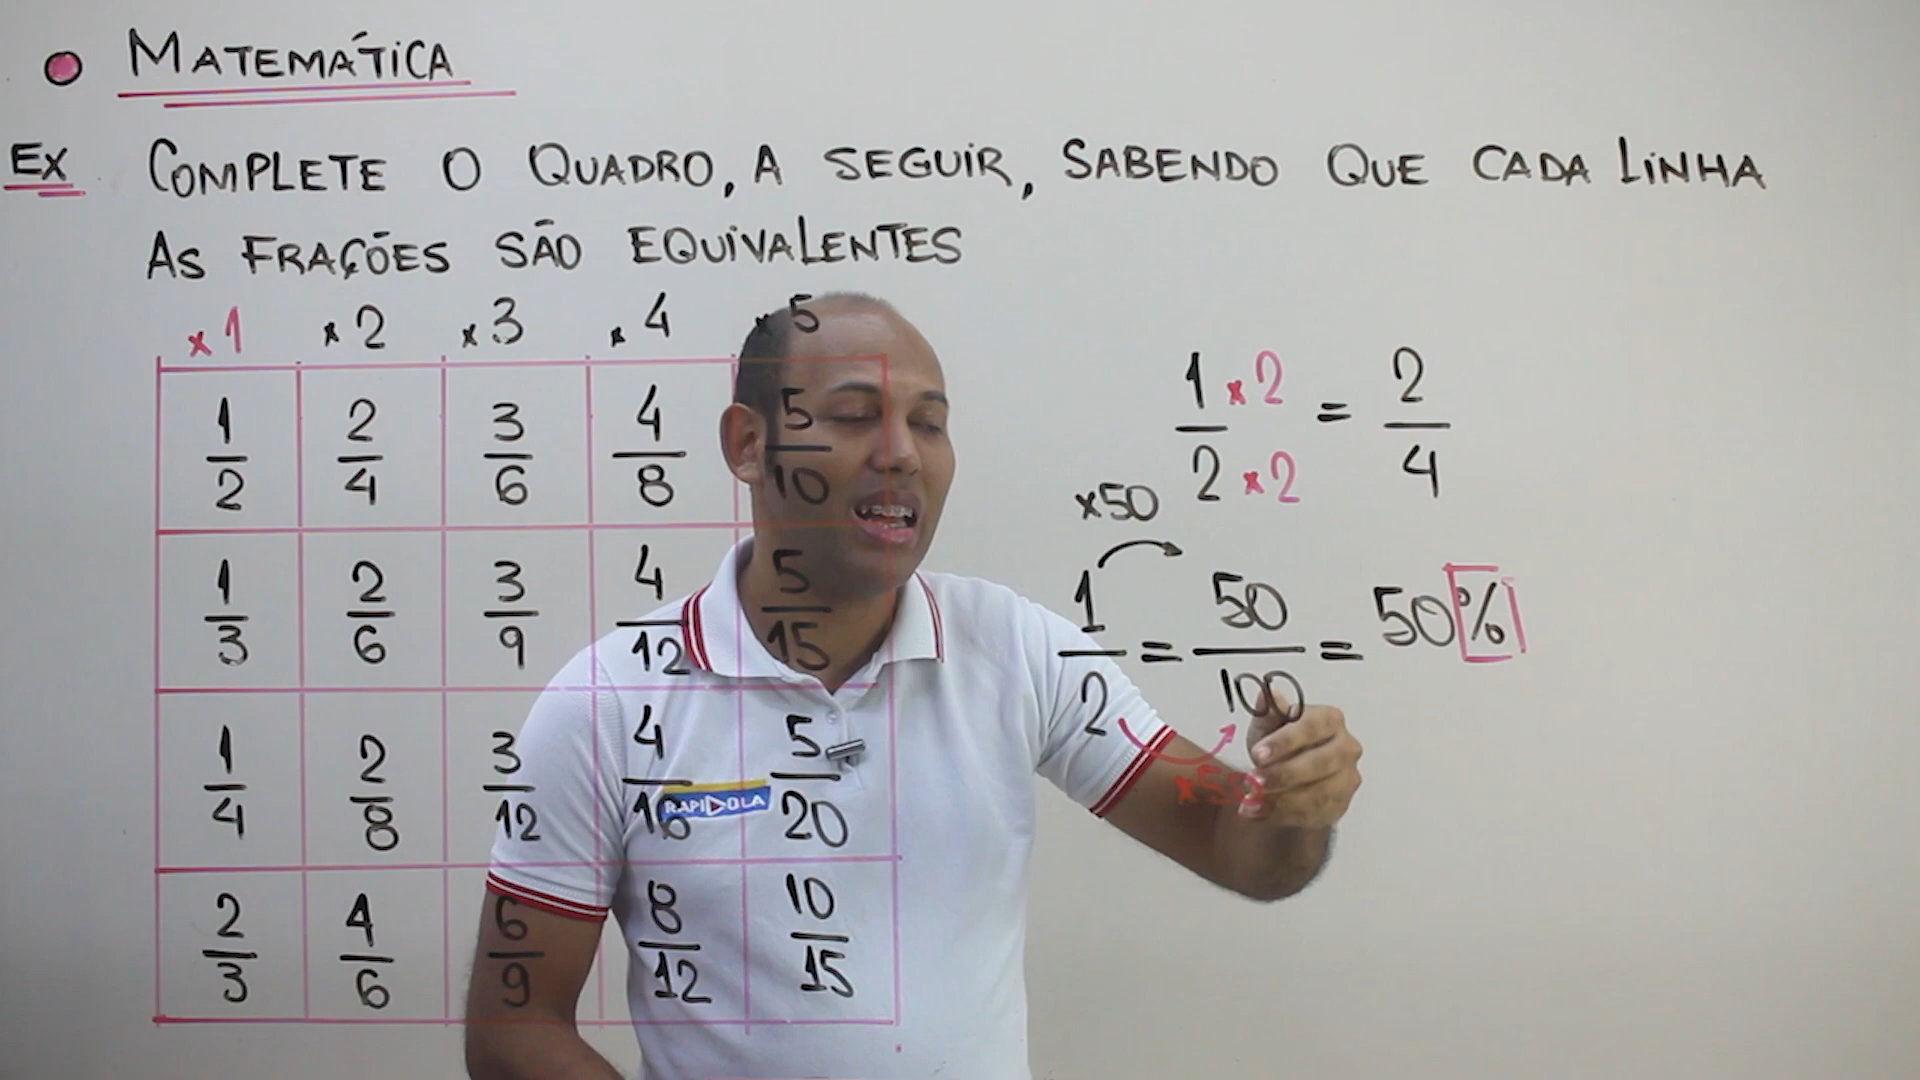 MATEMÁTICA
EX COMPLETE O QUADRO, A SEGUIR, SABENDO QUE CADA LINHA
AS FRAÇÕES SÃO EQUIVALENTES
x1 x2 x3 x4 x5
1/2 2/4 3/6 4/8 5/10
1/3 2/6 3/9 4/12 5/15
1/4 2/8 3/12 4/16 5/20
2/3 4/6 6/9 8/12 10/15
1 x2 / 2 x2 = 2/4
x50
1/2 = 50/100 = 50%
x50
RAPIDOLA